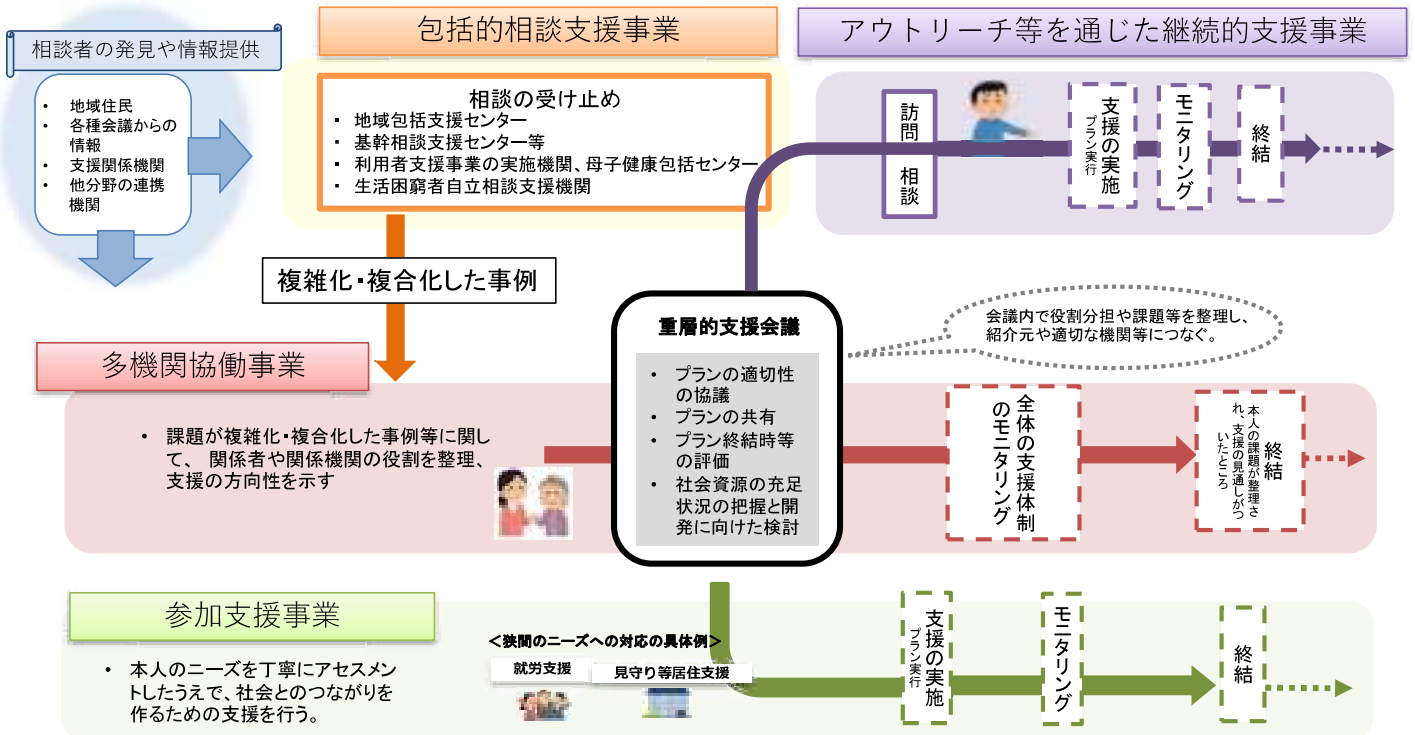 相談者の発見や情報提供
・ 地域住民
・ 各種会議からの
情報
・ 支援関係機関
・ 他分野の連携
機関
包括的相談支援事業
相談の受け止め
・ 地域包括支援センター
・ 基幹相談支援センター等
・ 利用者支援事業の実施機関、母子健康包括センター
・ 生活困窮者自立相談支援機関
アウトリーチ等を通じた継続的支援事業
訪問 相談
支援の実施
プラン実行
モニタリング
終結
複雑化・複合化した事例
重層的支援会議
・ プランの適切性
の協議
・ プランの共有
・ プラン終結時等
の評価
・ 社会資源の充足
状況の把握と開
発に向けた検討
会議内で役割分担や課題等を整理し、
紹介元や適切な機関等につなぐ。
多機関協働事業
・ 課題が複雑化・複合化した事例等に関し
て、 関係者や関係機関の役割を整理、
支援の方向性を示す
全体の支援体制
のモニタリング
終結
本人の課題が整理さ
れ、支援の見通しがつ
いたところ
参加支援事業
・ 本人のニーズを丁寧にアセスメン
トしたうえで、社会とのつながりを
作るための支援を行う。
＜狭間のニーズへの対応の具体例＞
就労支援
見守り等居住支援
支援の実施
プラン実行
モニタリング
終結